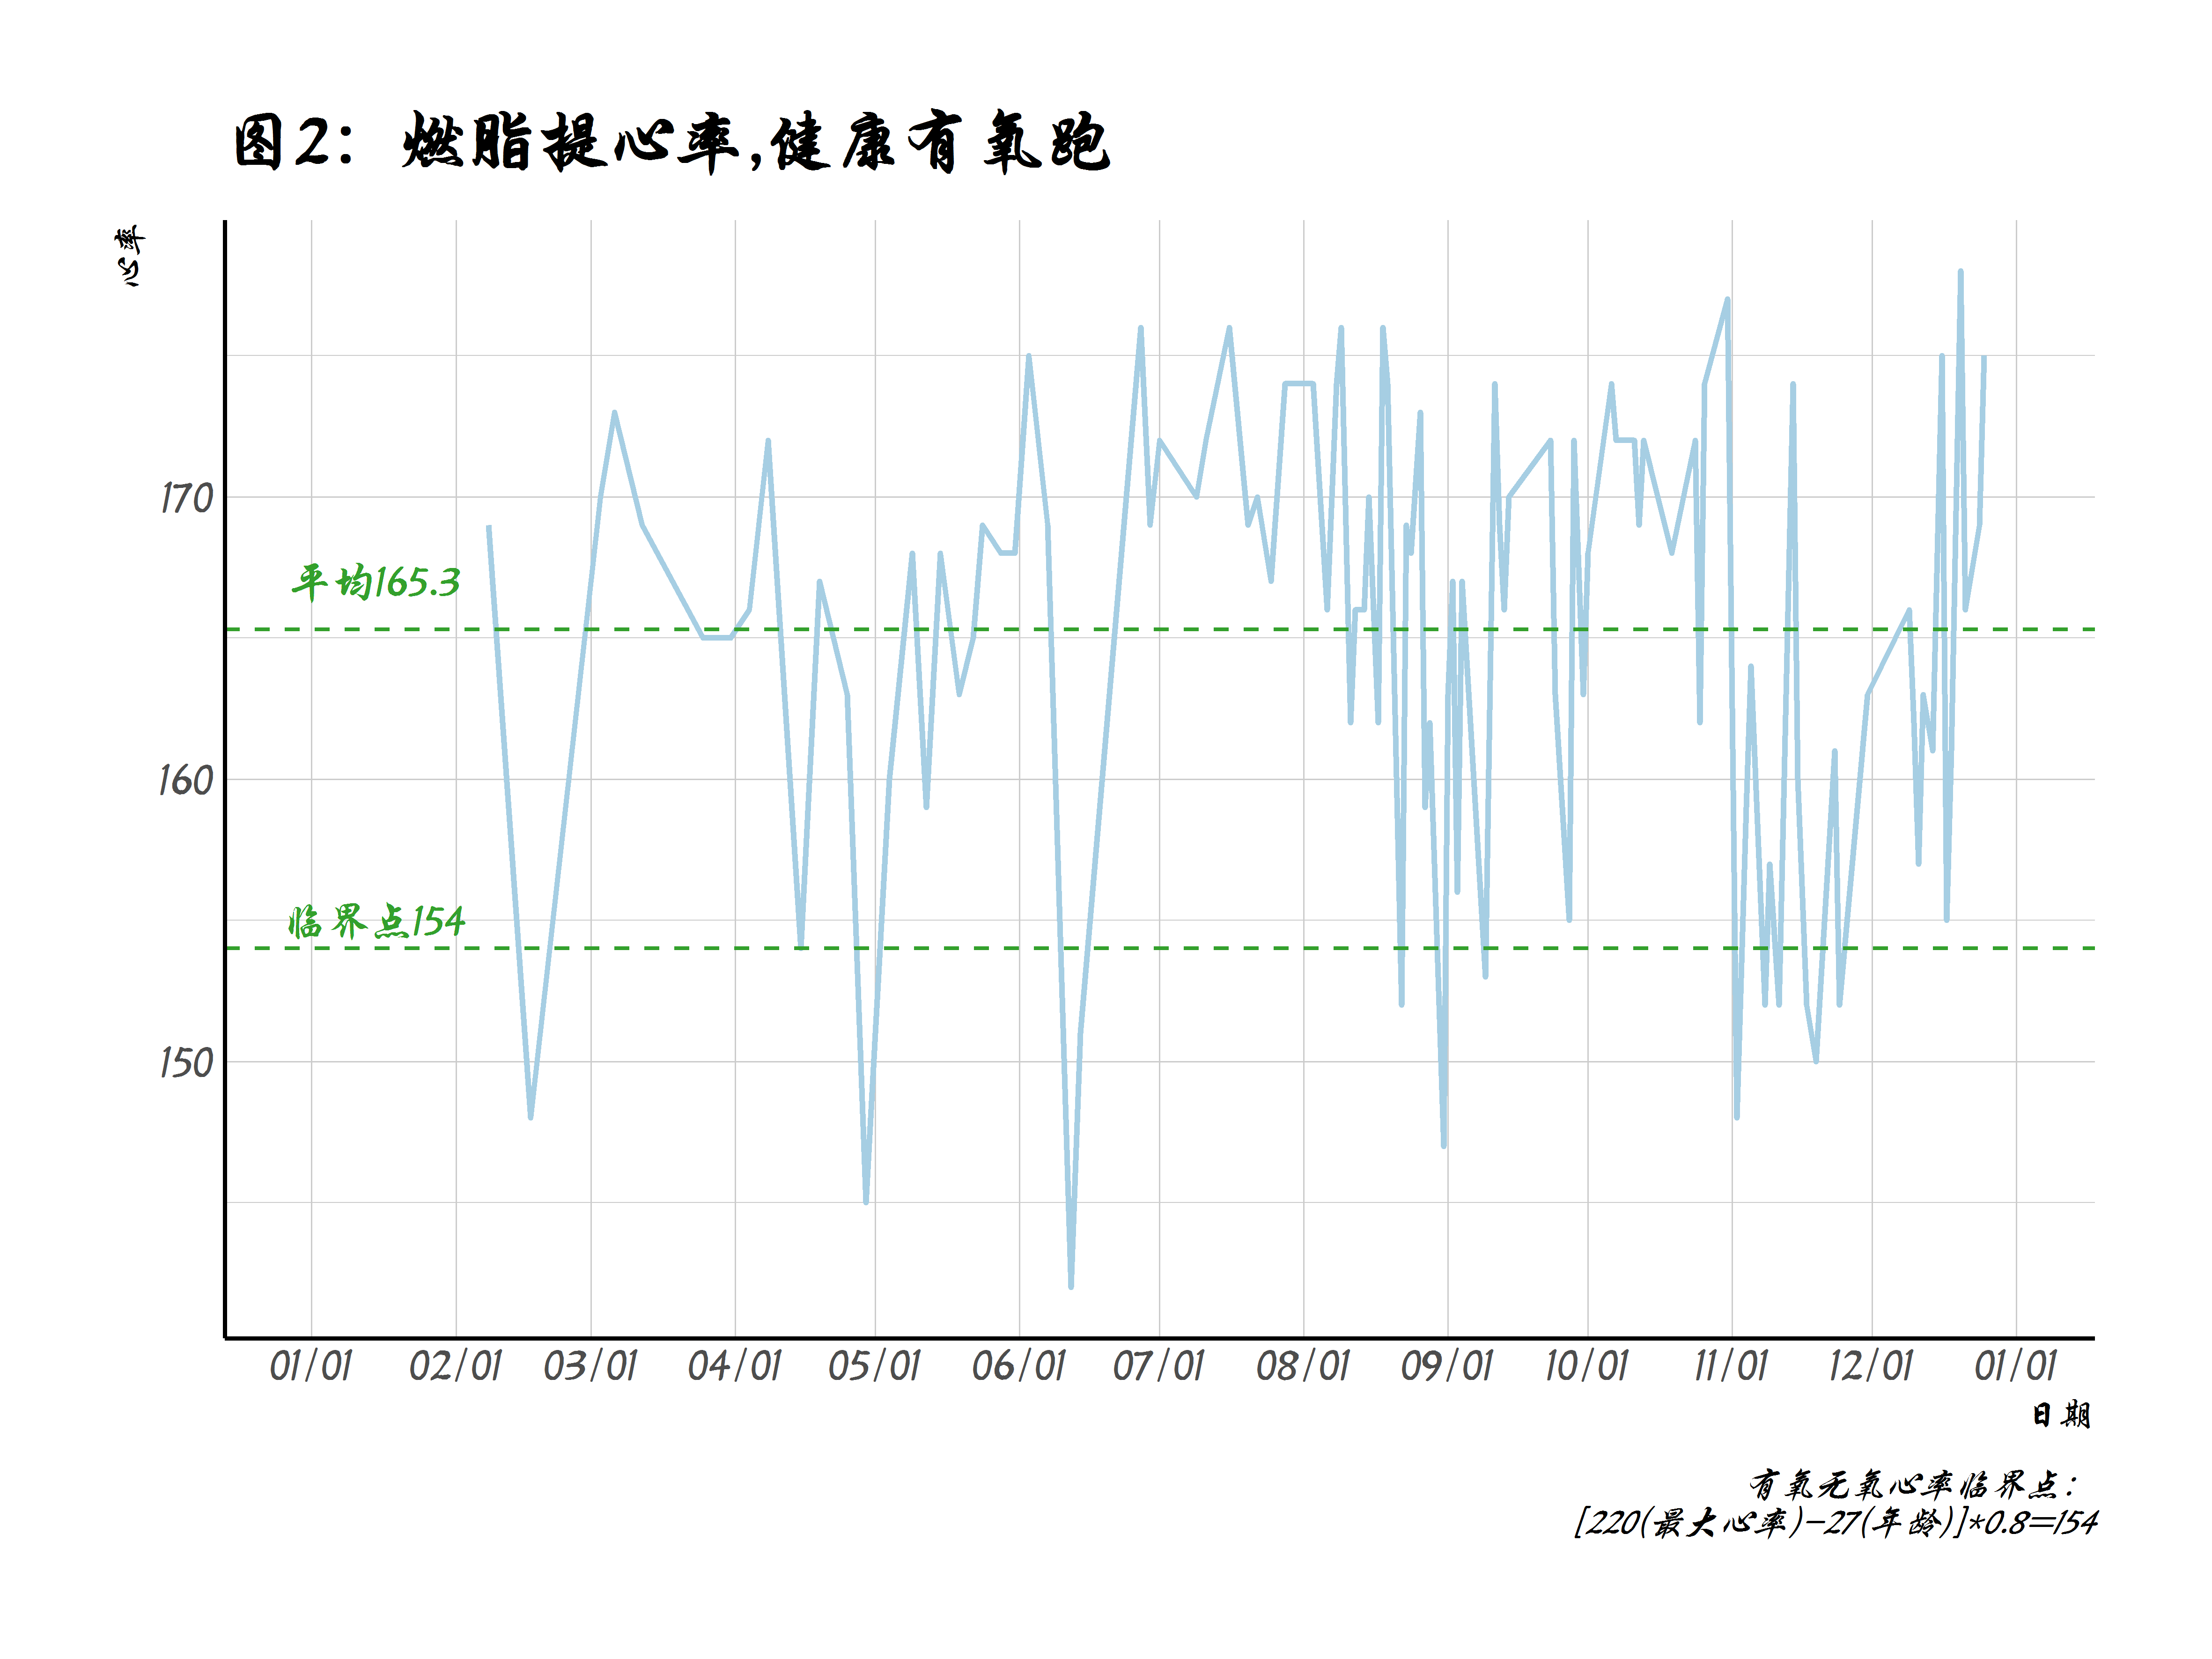 图2: 燃脂提心率,健康有氧跑
心率
170
平均165.3
160
临界点154
150
01/01 02/01 03/01 04/01 05/01 06/01 07/01 08/01 09/01 10/01 11/01 12/01 01/01
日期
有氧无氧心率临界点:
[220(最大心率)-27(年龄)]*0.8=154